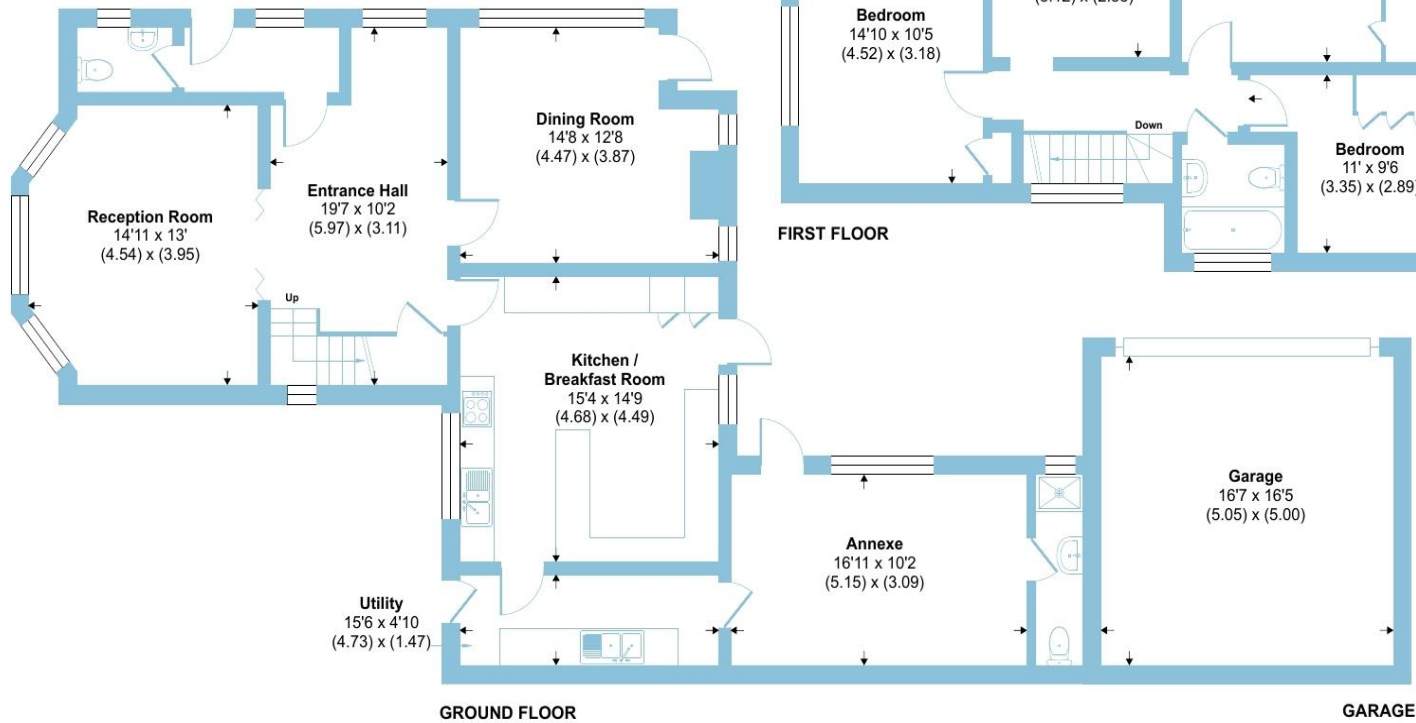 Bedroom
14'10 x 10'5
(4.52) x (3.18)
Dining Room
14'8 x 12'8
(4.47) x (3.87)
Down
Bedroom
11' x 9'6
(3.35) x (2.89)
Entrance Hall
19'7 x 10'2
(5.97) x (3.11)
Reception Room
14'11 x 13'
(4.54) x (3.95)
FIRST FLOOR
Up
Kitchen /
Breakfast Room
15'4 x 14'9
(4.68) x (4.49)
Garage
16'7 x 16'5
(5.05) x (5.00)
Annexe
16'11 x 10'2
(5.15) x (3.09)
Utility
15'6 x 4'10
(4.73) x (1.47)
GROUND FLOOR
GARAGE